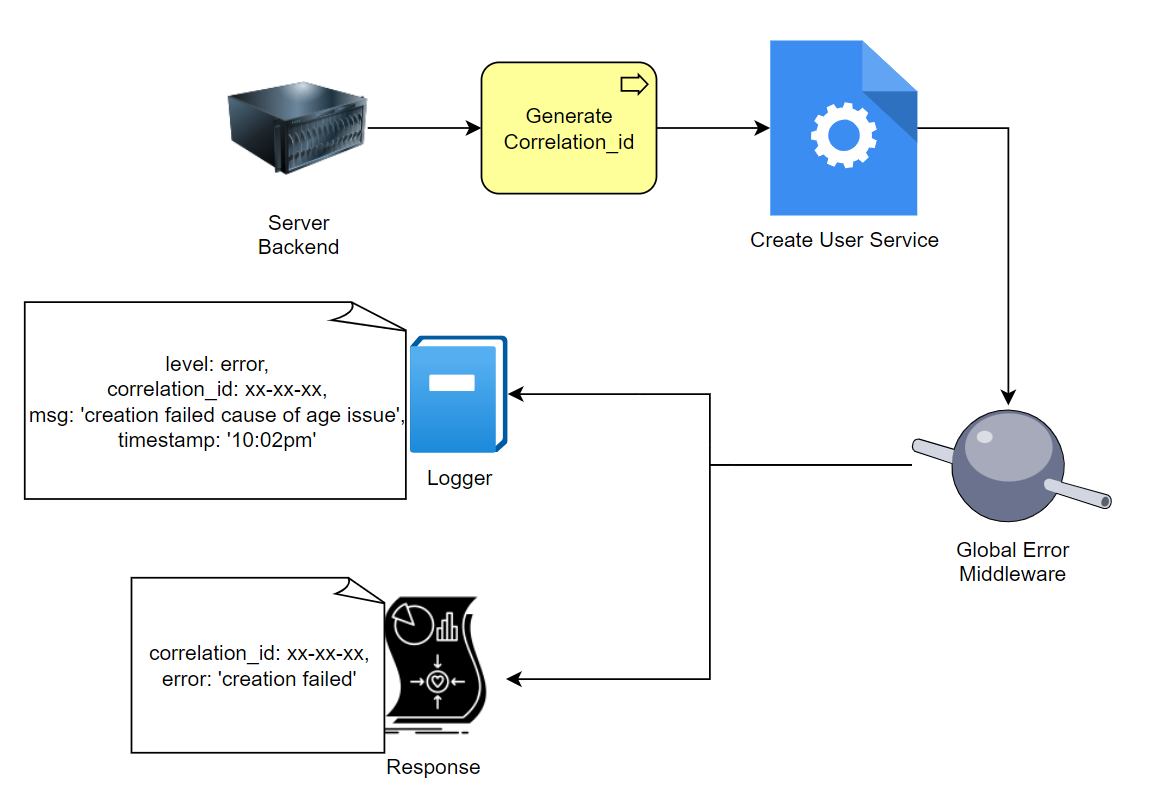 Generate
Correlation_id
Server
Backend
Create User Service
level: error,
correlation_id: xx-xx-xx,
msg: 'creation failed cause of age issue',
timestamp: '10:02pm'
Logger
Global Error
Middleware
correlation_id: xx-xx-xx,
error: 'creation failed'
Response